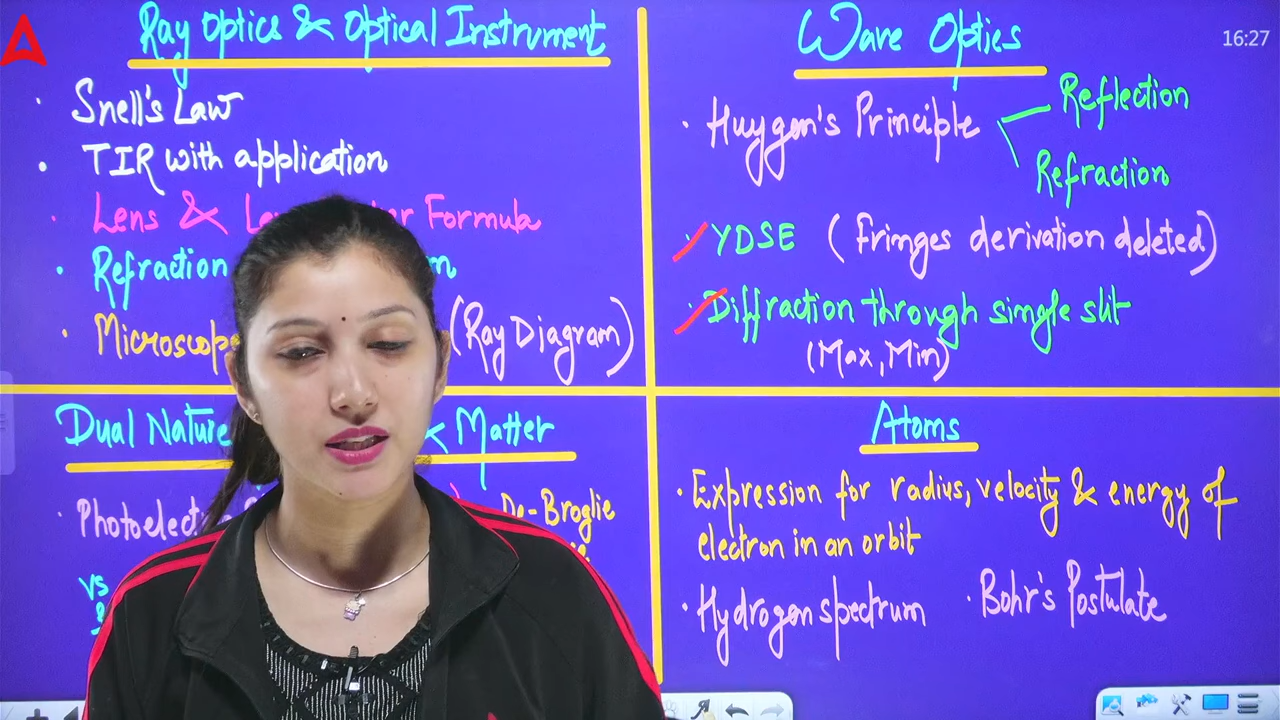 Ray Optics & Optical Instrument
• Snell's Law
• TIR with application
• Lens & Formula
• Refraction
• Microscope (Ray Diagram)
Wave Optics
16:27
• Huygen's Principle
Reflection
Refraction
• YDSE (fringes derivation deleted)
• Diffraction through single slit
(Max, Min)
Dual Nature & Matter
• De-Broglie
vs
Atoms
• Expression for radius, velocity & energy of
electron in an orbit
• Hydrogen spectrum • Bohr's Postulate